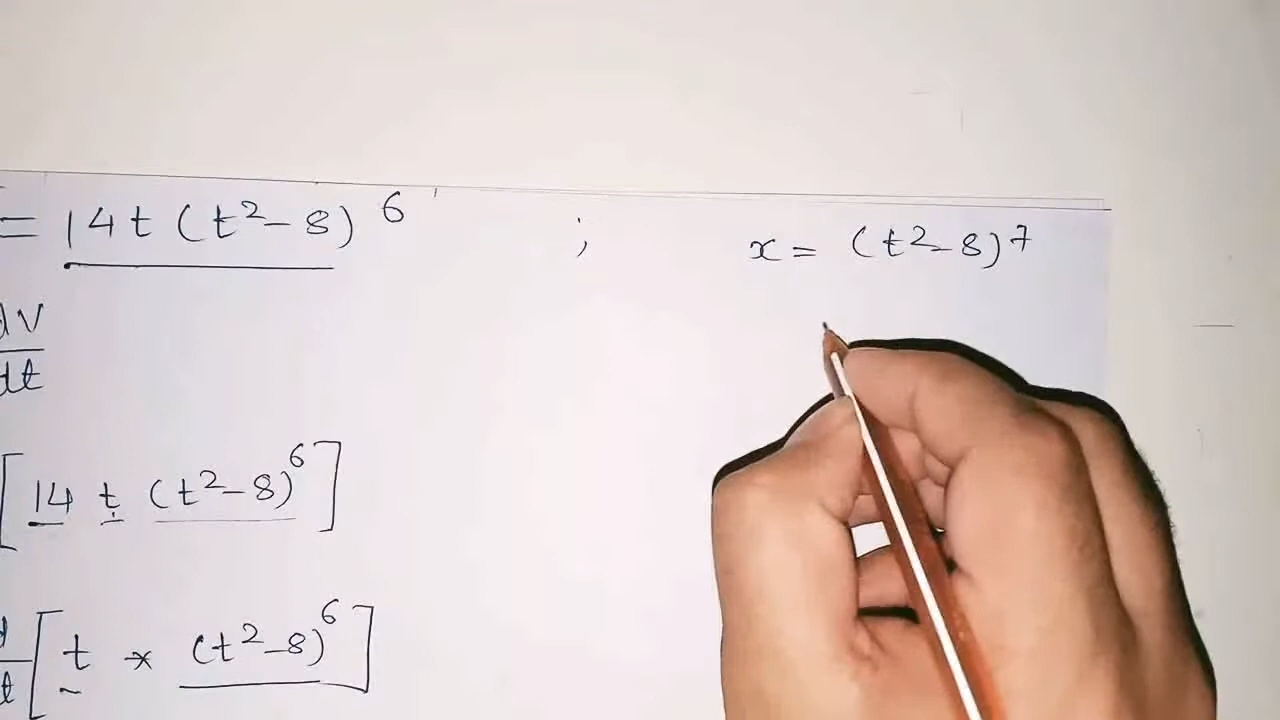 = 14t (t²-8)⁶ ; x = (t²-8)⁷
dv
dt
[14 t (t²-8)⁶]
d
t [t * (t²-8)⁶]